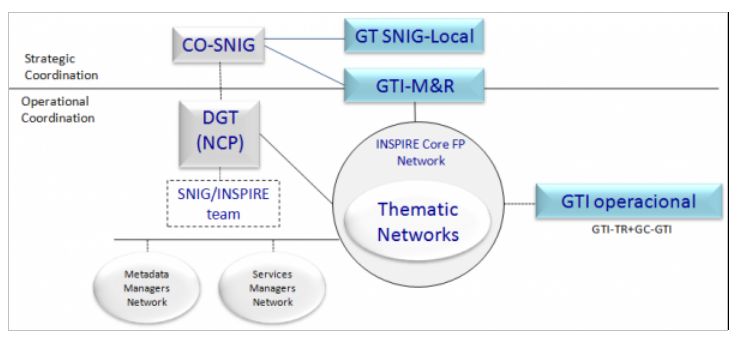 CO-SNIG
GT SNIG-Local
Strategic
Coordination
GTI-M&R
Operational
Coordination
DGT
(NCP)
INSPIRE Core FP
Network
SNIG/INSPIRE
team
Thematic
Networks
GTI operacional
GTI-TR+GC-GTI
Metadata
Managers
Network
Services
Managers
Network